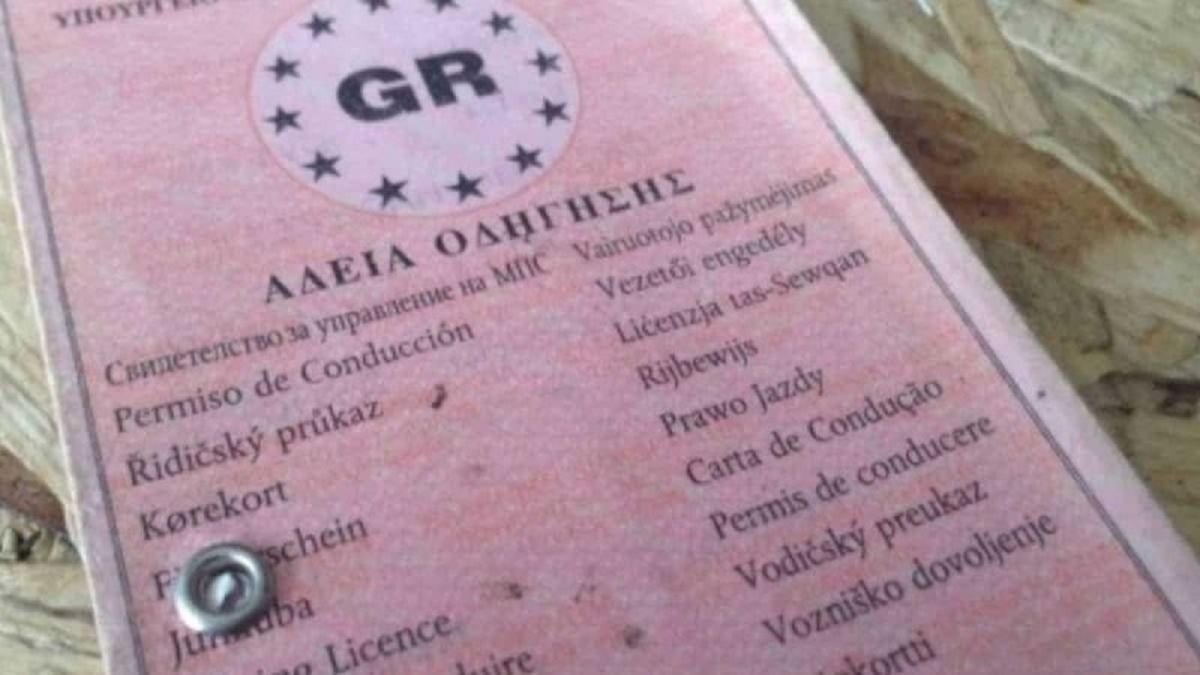 GR
ΑΔΕΙΑ ΟΔΗΓΗΣΗΣ
Свидетелство за управление на МПС
Permiso de Conducción
Řidičský průkaz
Kørekort
Licence
Vairuotojo pažymėjimas
Vezetői engedély
Liċenzja tas-Sewqan
Rijbewijs
Prawo Jazdy
Carta de Condução
Permis de conducere
Vodičský preukaz
Vozniško dovoljenje